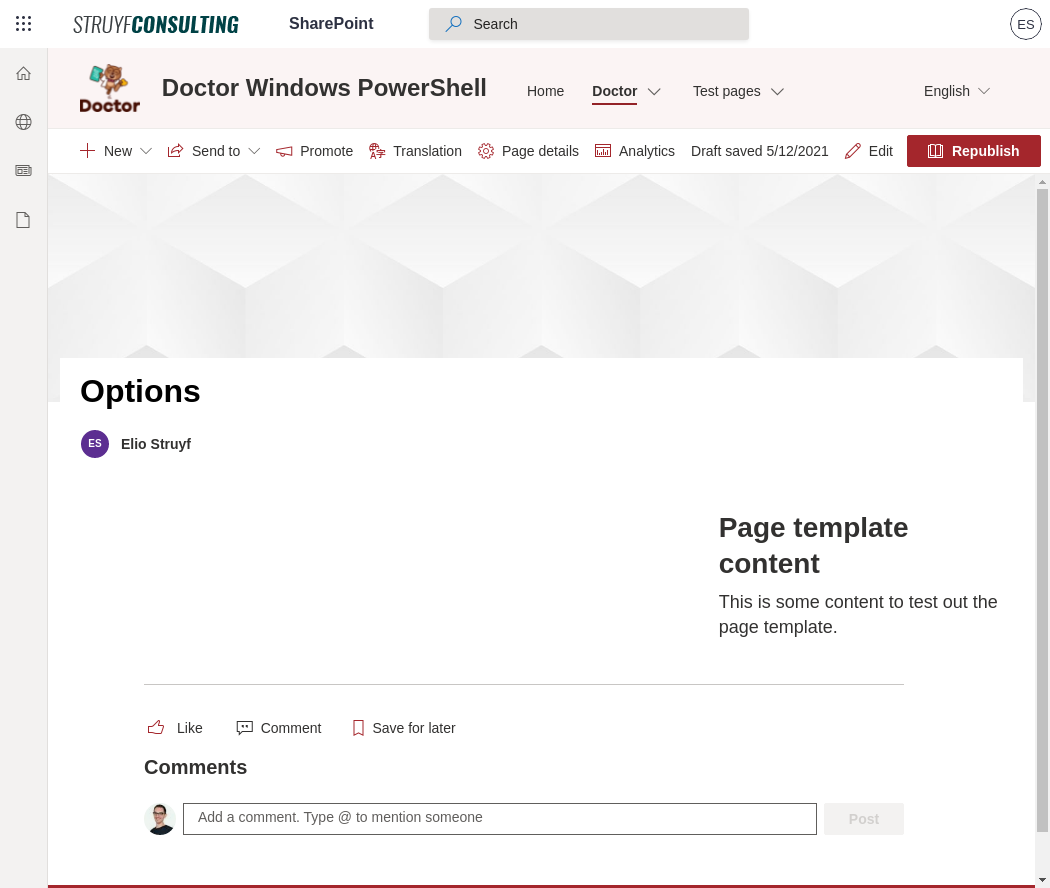 STRUYFCONSULTING
SharePoint
Search
ES
Doctor
Doctor Windows PowerShell
Home
Doctor
Test pages
English
New
Send to
Promote
Translation
Page details
Analytics
Draft saved 5/12/2021
Edit
Republish
Options
ES
Elio Struyf
Page template
content
This is some content to test out the
page template.
Like
Comment
Save for later
Comments
Add a comment. Type @ to mention someone
Post